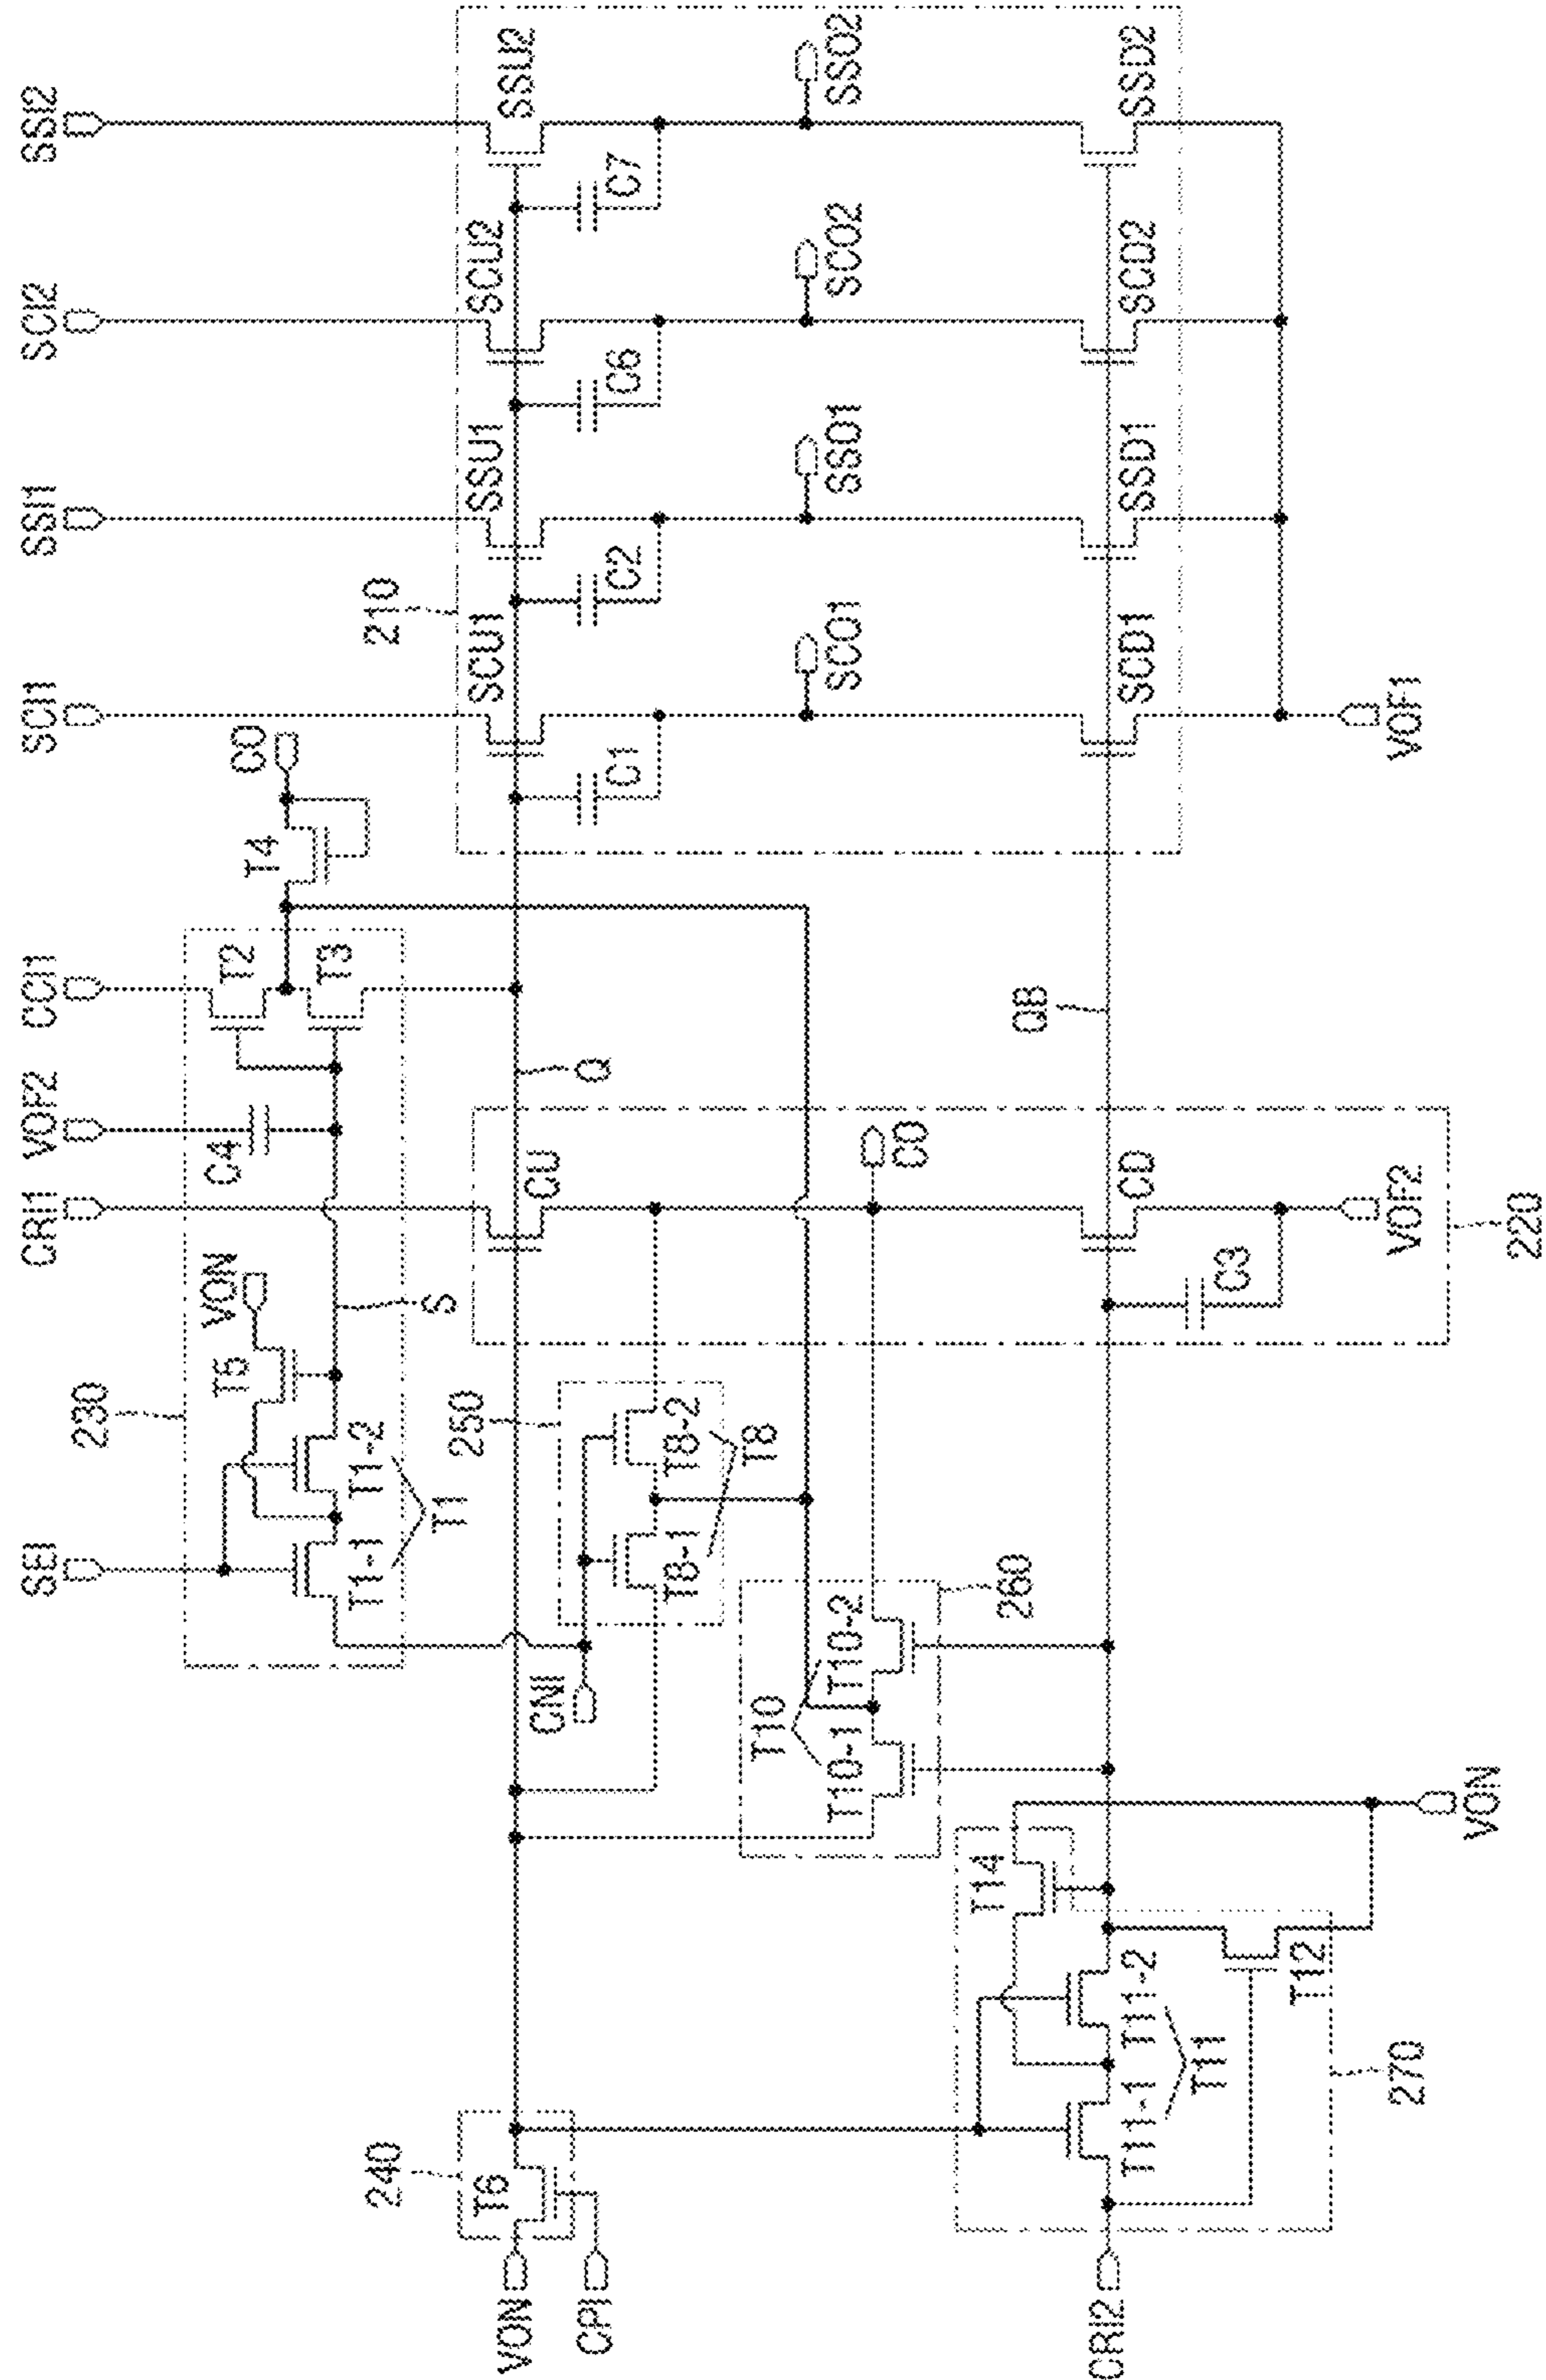 SEI
CRI1
VOF2
CCI1
SCI1
SSI1
SCI2
SSI2
230
VON
T5
C4
T2
T3
T4
CO
T1-1
T1-2
T1
S
210
240
T6
VON
CPI
CNI
250
T8-1
T8-2
T8
CU
Q
SCU1
SSU1
SCU2
SSU2
C1
C2
C6
C7
T10
T10-1
T10-2
260
CO
SCO1
SSO1
SCO2
SSO2
T14
QB
CRI2
T11-1
T11-2
T11
T12
CD
SCD1
SSD1
SCD2
SSD2
C3
270
VON
VOF2
VOF1
220